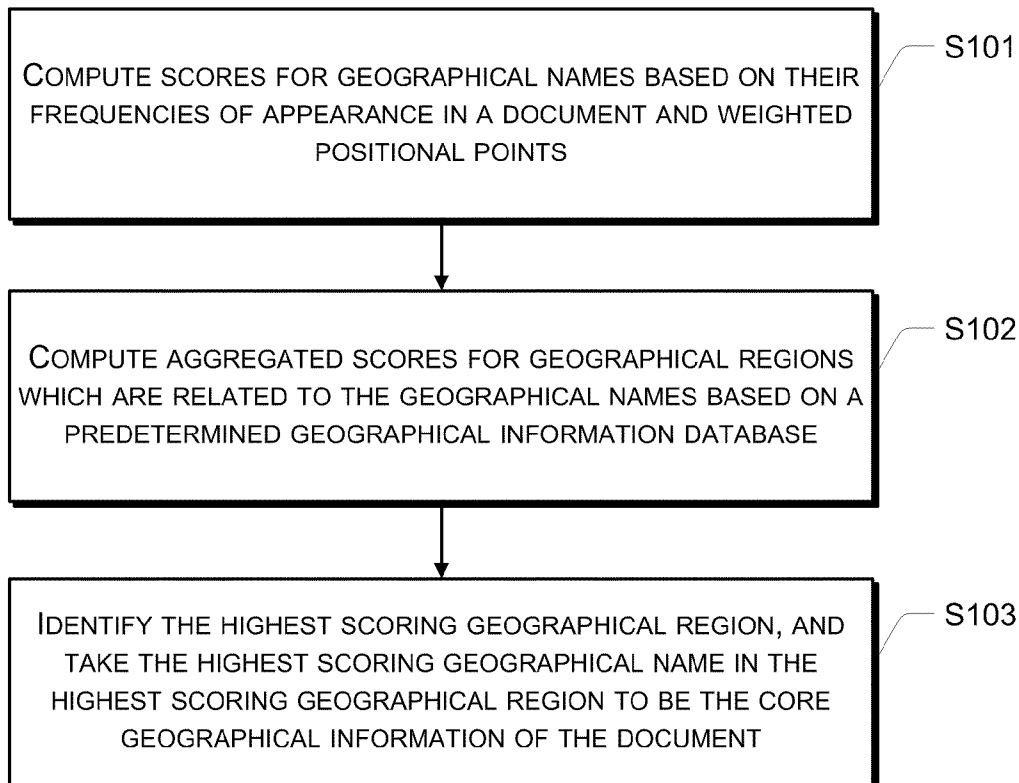 COMPUTE SCORES FOR GEOGRAPHICAL NAMES BASED ON THEIR
FREQUENCIES OF APPEARANCE IN A DOCUMENT AND WEIGHTED
POSITIONAL POINTS
S101
COMPUTE AGGREGATED SCORES FOR GEOGRAPHICAL REGIONS
WHICH ARE RELATED TO THE GEOGRAPHICAL NAMES BASED ON A
PREDETERMINED GEOGRAPHICAL INFORMATION DATABASE
S102
IDENTIFY THE HIGHEST SCORING GEOGRAPHICAL REGION, AND
TAKE THE HIGHEST SCORING GEOGRAPHICAL NAME IN THE
HIGHEST SCORING GEOGRAPHICAL REGION TO BE THE CORE
GEOGRAPHICAL INFORMATION OF THE DOCUMENT
S103